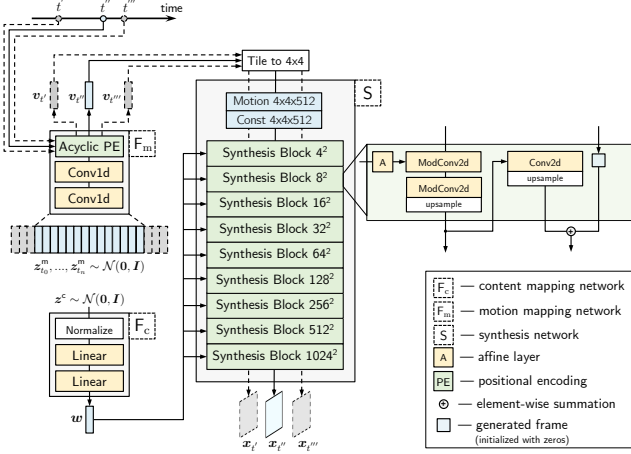 t′ t″ t‴ time
Tile to 4x4
v_t′ v_t″ v_t‴
S
Motion 4x4x512
Const 4x4x512
Acyclic PE
F_m
Conv1d
Conv1d
z^m_t0,...,z^m_tn ∼ N(0, I)
z^c ∼ N(0, I)
Normalize
F_c
Linear
Linear
w
Synthesis Block 4²
Synthesis Block 8²
Synthesis Block 16²
Synthesis Block 32²
Synthesis Block 64²
Synthesis Block 128²
Synthesis Block 256²
Synthesis Block 512²
Synthesis Block 1024²
x_t′ x_t″ x_t‴
A
ModConv2d
ModConv2d
upsample
Conv2d
upsample
F_c — content mapping network
F_m — motion mapping network
S — synthesis network
A — affine layer
PE — positional encoding
⊕ — element-wise summation
— generated frame
(initialized with zeros)